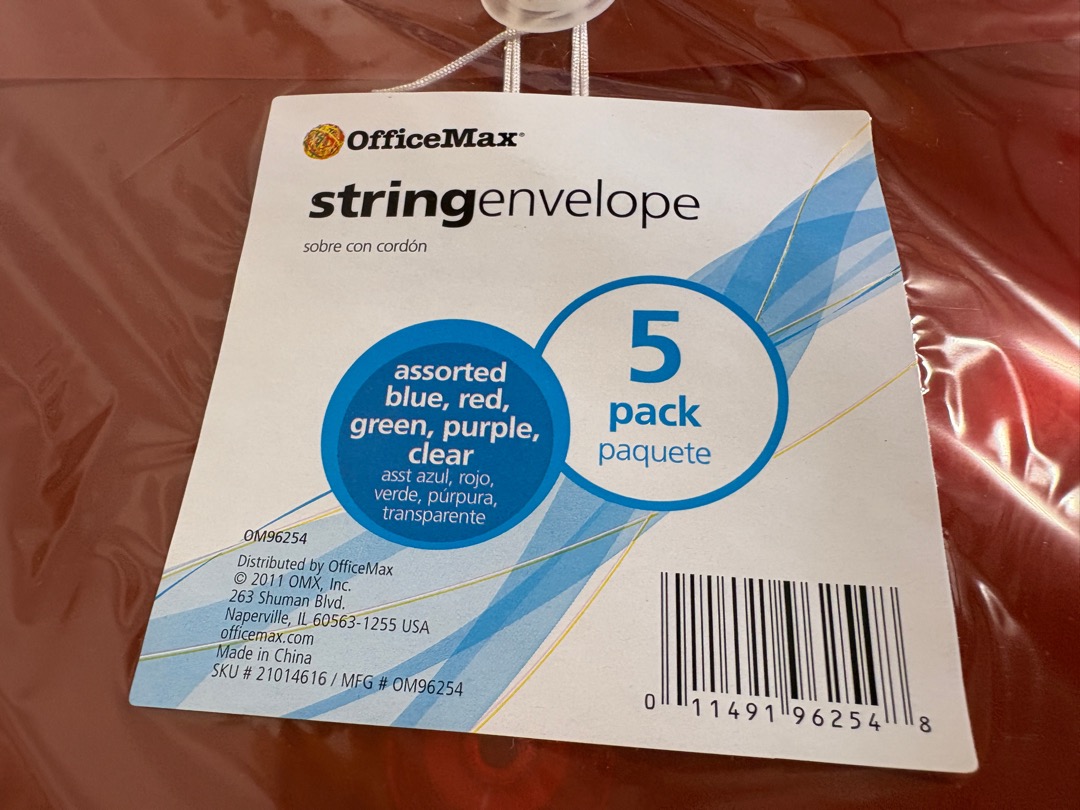 OfficeMax®
stringenvelope
sobre con cordón
assorted
blue, red,
green, purple,
clear
asst azul, rojo,
verde, púrpura,
transparente
5
pack
paquete
OM96254
Distributed by OfficeMax
© 2011 OMX, Inc.
263 Shuman Blvd.
Naperville, IL 60563-1255 USA
officemax.com
Made in China
SKU # 21014616 / MFG # OM96254
0 11491 96254 8